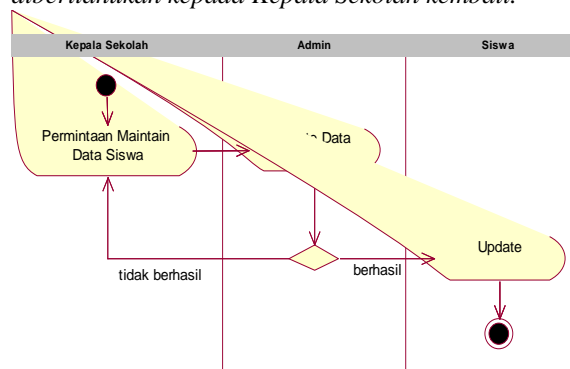 diberitahukan kepada Kepala Sekolah kembali.
Kepala Sekolah Admin Siswa
Permintaan Maintain
Data Siswa
Data
Update
tidak berhasil
berhasil